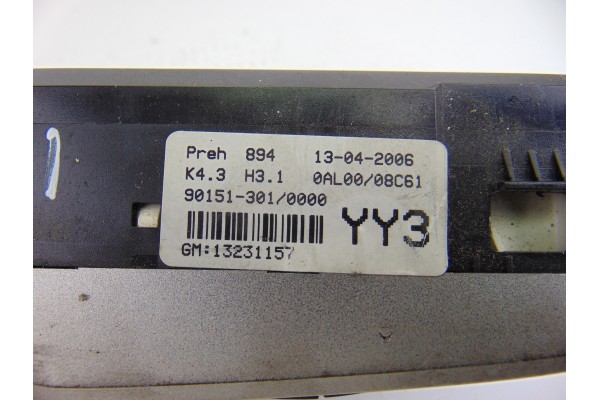 Preh 894 13-04-2006
K4.3 H3.1 0AL00/08C61
90151-301/0000
YY3
GM:13231157